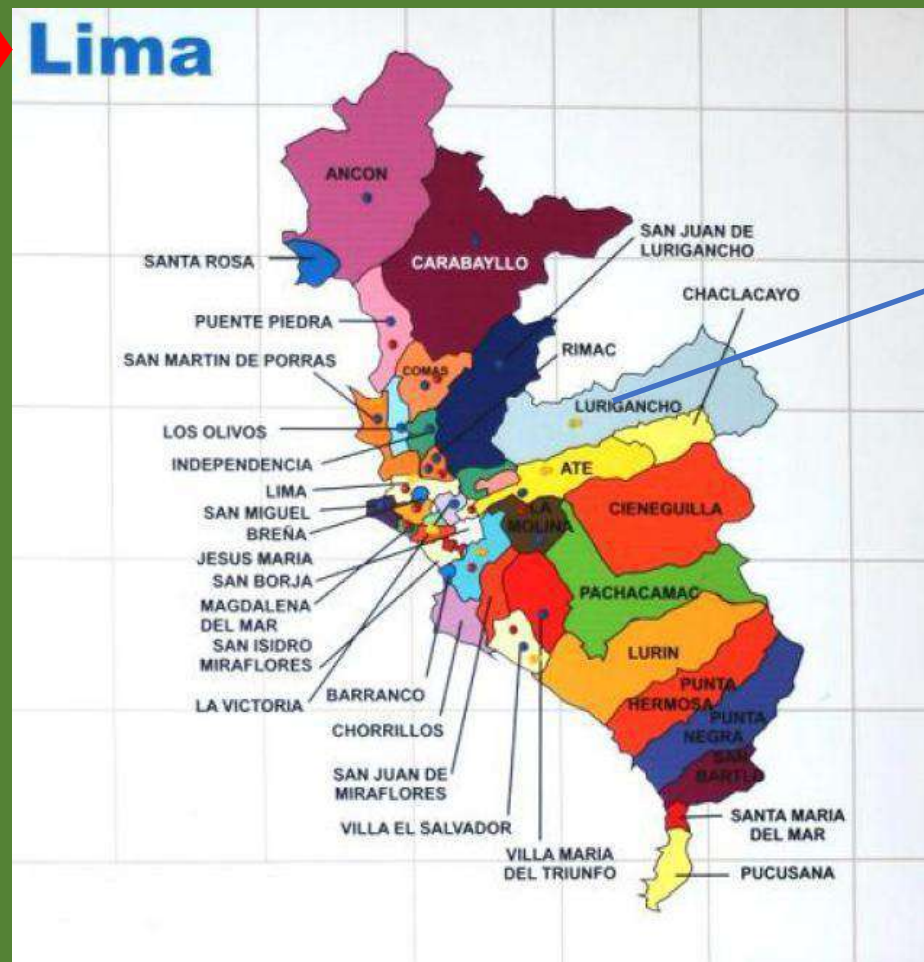 Lima
ANCON
SANTA ROSA
CARABAYLLO
SAN JUAN DE
LURIGANCHO
CHACLACAYO
PUENTE PIEDRA
RIMAC
SAN MARTIN DE PORRAS
COMAS
LURIGANCHO
LOS OLIVOS
INDEPENDENCIA
ATE
LIMA
SAN MIGUEL
BREÑA
LA
MOLINA
CIENEGUILLA
JESUS MARIA
SAN BORJA
MAGDALENA
DEL MAR
SAN ISIDRO
MIRAFLORES
PACHACAMAC
LURIN
LA VICTORIA
BARRANCO
PUNTA
HERMOSA
CHORRILLOS
PUNTA
NEGRA
SAN
BARTLO
SAN JUAN DE
MIRAFLORES
VILLA EL SALVADOR
SANTA MARIA
DEL MAR
VILLA MARIA
DEL TRIUNFO
PUCUSANA